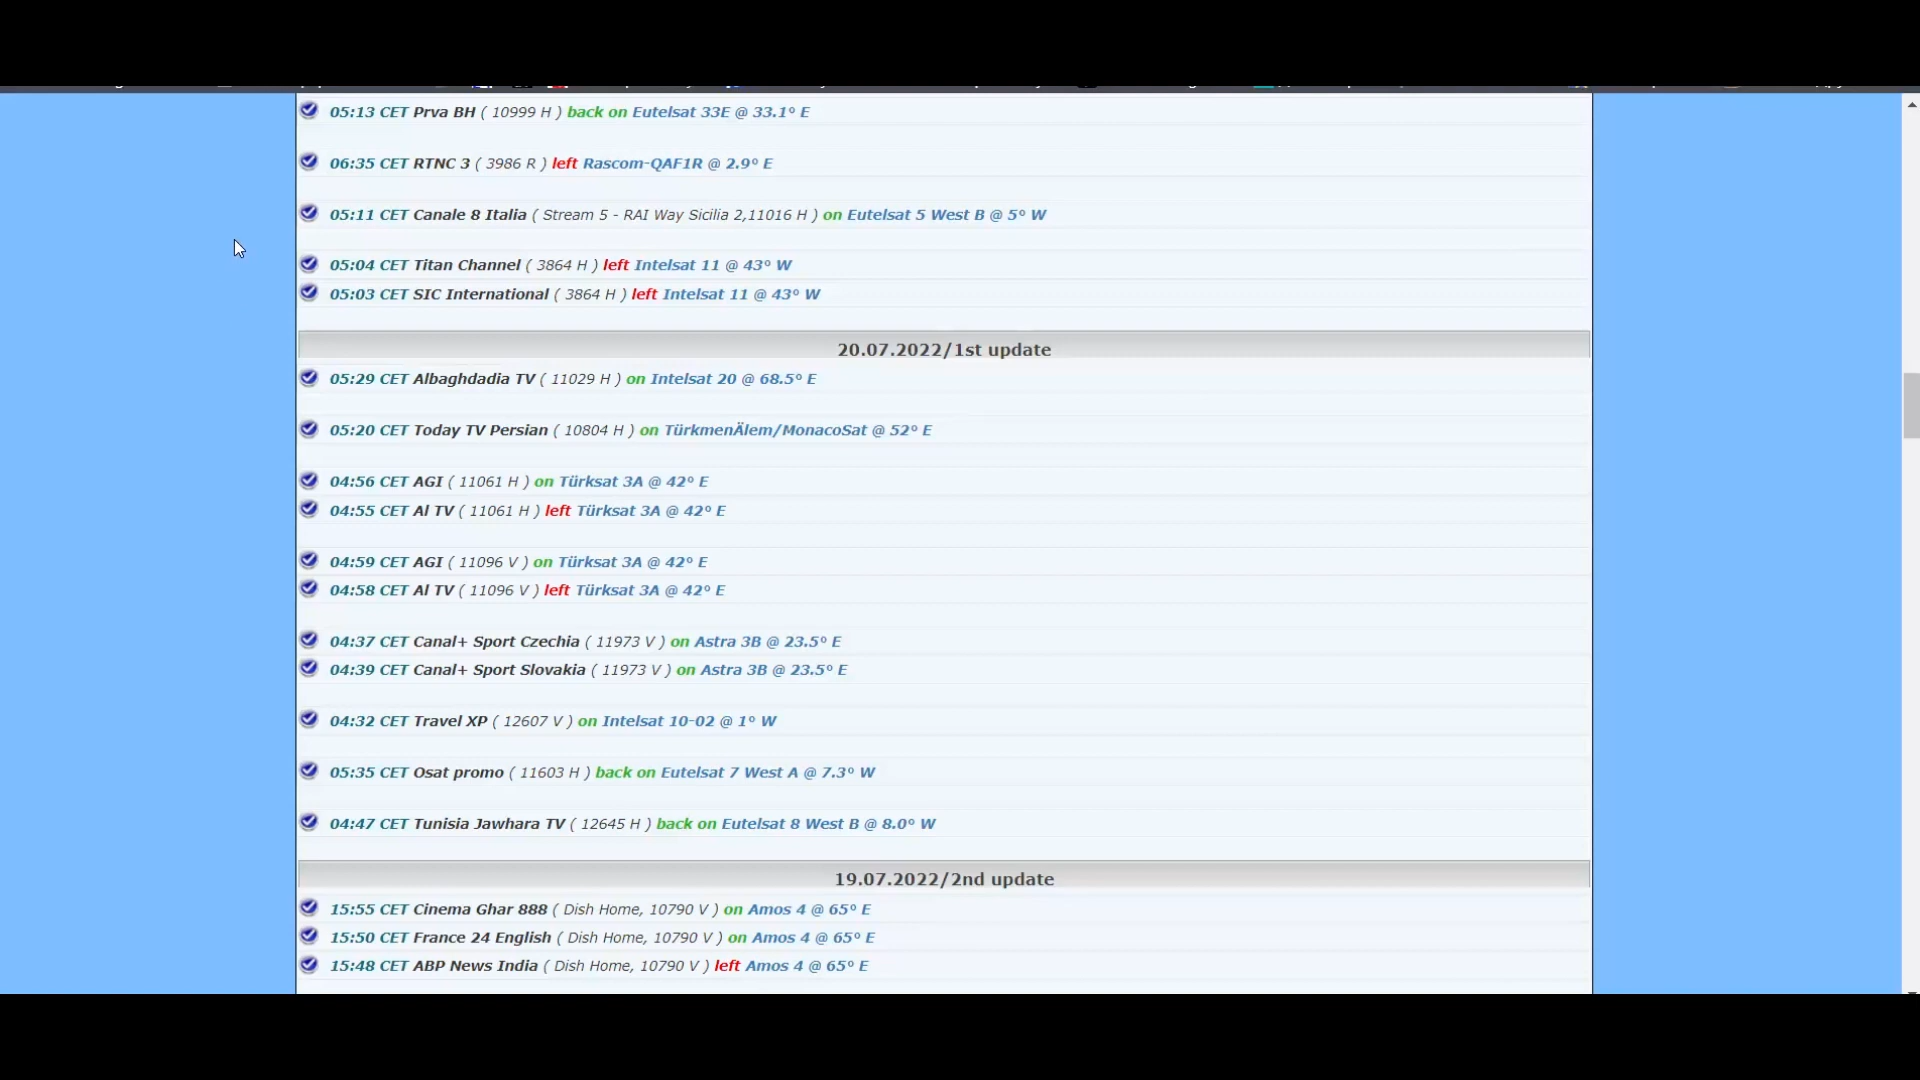 05:13 CET Prva BH ( 10999 H ) back on Eutelsat 33E @ 33.1° E
06:35 CET RTNC 3 ( 3986 R ) left Rascom-QAF1R @ 2.9° E
05:11 CET Canale 8 Italia ( Stream 5 - RAI Way Sicilia 2,11016 H ) on Eutelsat 5 West B @ 5° W
05:04 CET Titan Channel ( 3864 H ) left Intelsat 11 @ 43° W
05:03 CET SIC International ( 3864 H ) left Intelsat 11 @ 43° W
20.07.2022/1st update
05:29 CET Albaghdadia TV ( 11029 H ) on Intelsat 20 @ 68.5° E
05:20 CET Today TV Persian ( 10804 H ) on TürkmenÄlem/MonacoSat @ 52° E
04:56 CET AGI ( 11061 H ) on Türksat 3A @ 42° E
04:55 CET Al TV ( 11061 H ) left Türksat 3A @ 42° E
04:59 CET AGI ( 11096 V ) on Türksat 3A @ 42° E
04:58 CET Al TV ( 11096 V ) left Türksat 3A @ 42° E
04:37 CET Canal+ Sport Czechia ( 11973 V ) on Astra 3B @ 23.5° E
04:39 CET Canal+ Sport Slovakia ( 11973 V ) on Astra 3B @ 23.5° E
04:32 CET Travel XP ( 12607 V ) on Intelsat 10-02 @ 1° W
05:35 CET Osat promo ( 11603 H ) back on Eutelsat 7 West A @ 7.3° W
04:47 CET Tunisia Jawhara TV ( 12645 H ) back on Eutelsat 8 West B @ 8.0° W
19.07.2022/2nd update
15:55 CET Cinema Ghar 888 ( Dish Home, 10790 V ) on Amos 4 @ 65° E
15:50 CET France 24 English ( Dish Home, 10790 V ) on Amos 4 @ 65° E
15:48 CET ABP News India ( Dish Home, 10790 V ) left Amos 4 @ 65° E